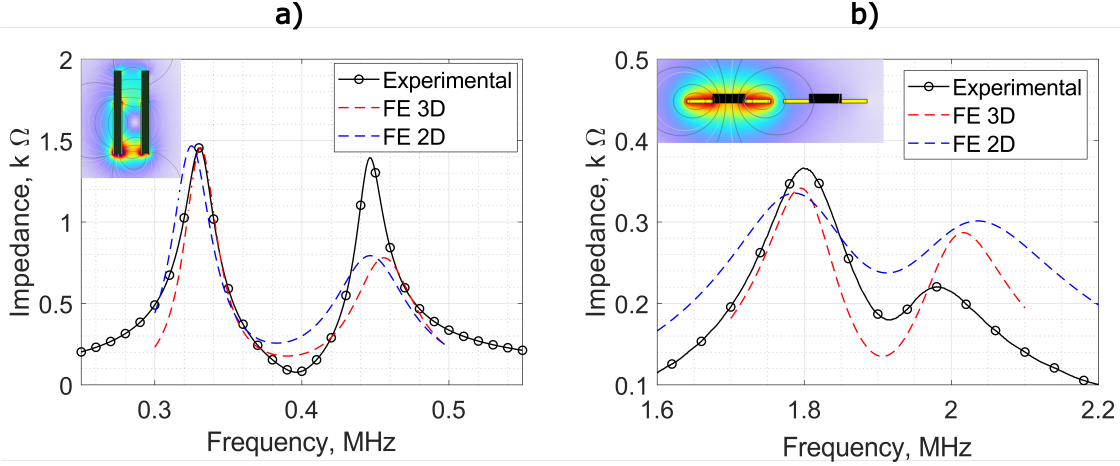 a)
2
1.5
1
0.5
0
0.3
0.4
0.5
Impedance, k Ω
Frequency, MHz
Experimental
FE 3D
FE 2D
b)
0.5
0.4
0.3
0.2
0.1
1.6
1.8
2
2.2
Impedance, k Ω
Frequency, MHz
Experimental
FE 3D
FE 2D